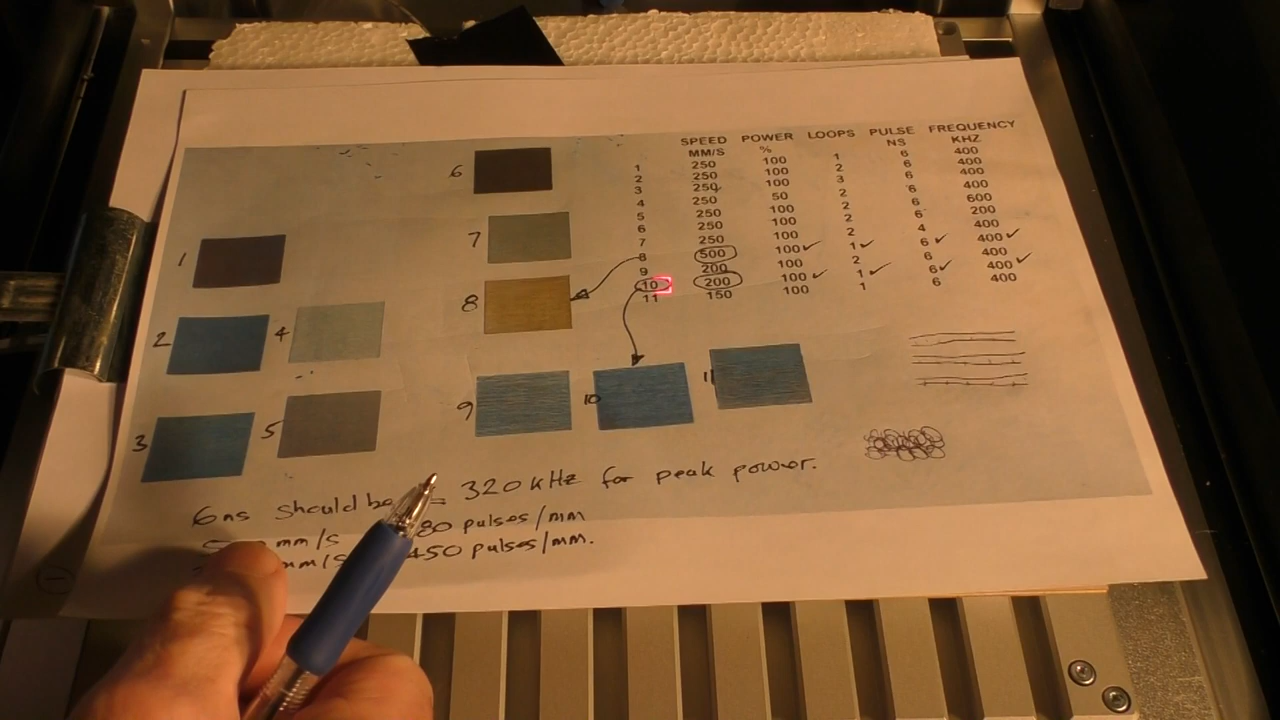 SPEED POWER LOOPS PULSE FREQUENCY
MM/S % NS KHZ
1 250 100 1 6 400
2 250 100 2 6 400
3 250 100 3 6 400
4 250 50 2 6 400
5 250 100 2 6 600
6 250 100 2 6 200
7 250 100 2 4 400
8 500 100 ✓ 1 ✓ 6 ✓ 400 ✓
9 200 100 2 6 400
10 200 100 ✓ 1 ✓ 6 ✓ 400 ✓
11 150 100 1 6 400
6
7
1
8
2 4
9 10 11
3 5
6ns should be = 320 KHz for peak power.
mm/s 80 pulses/mm
mm/s 450 pulses/mm.
1